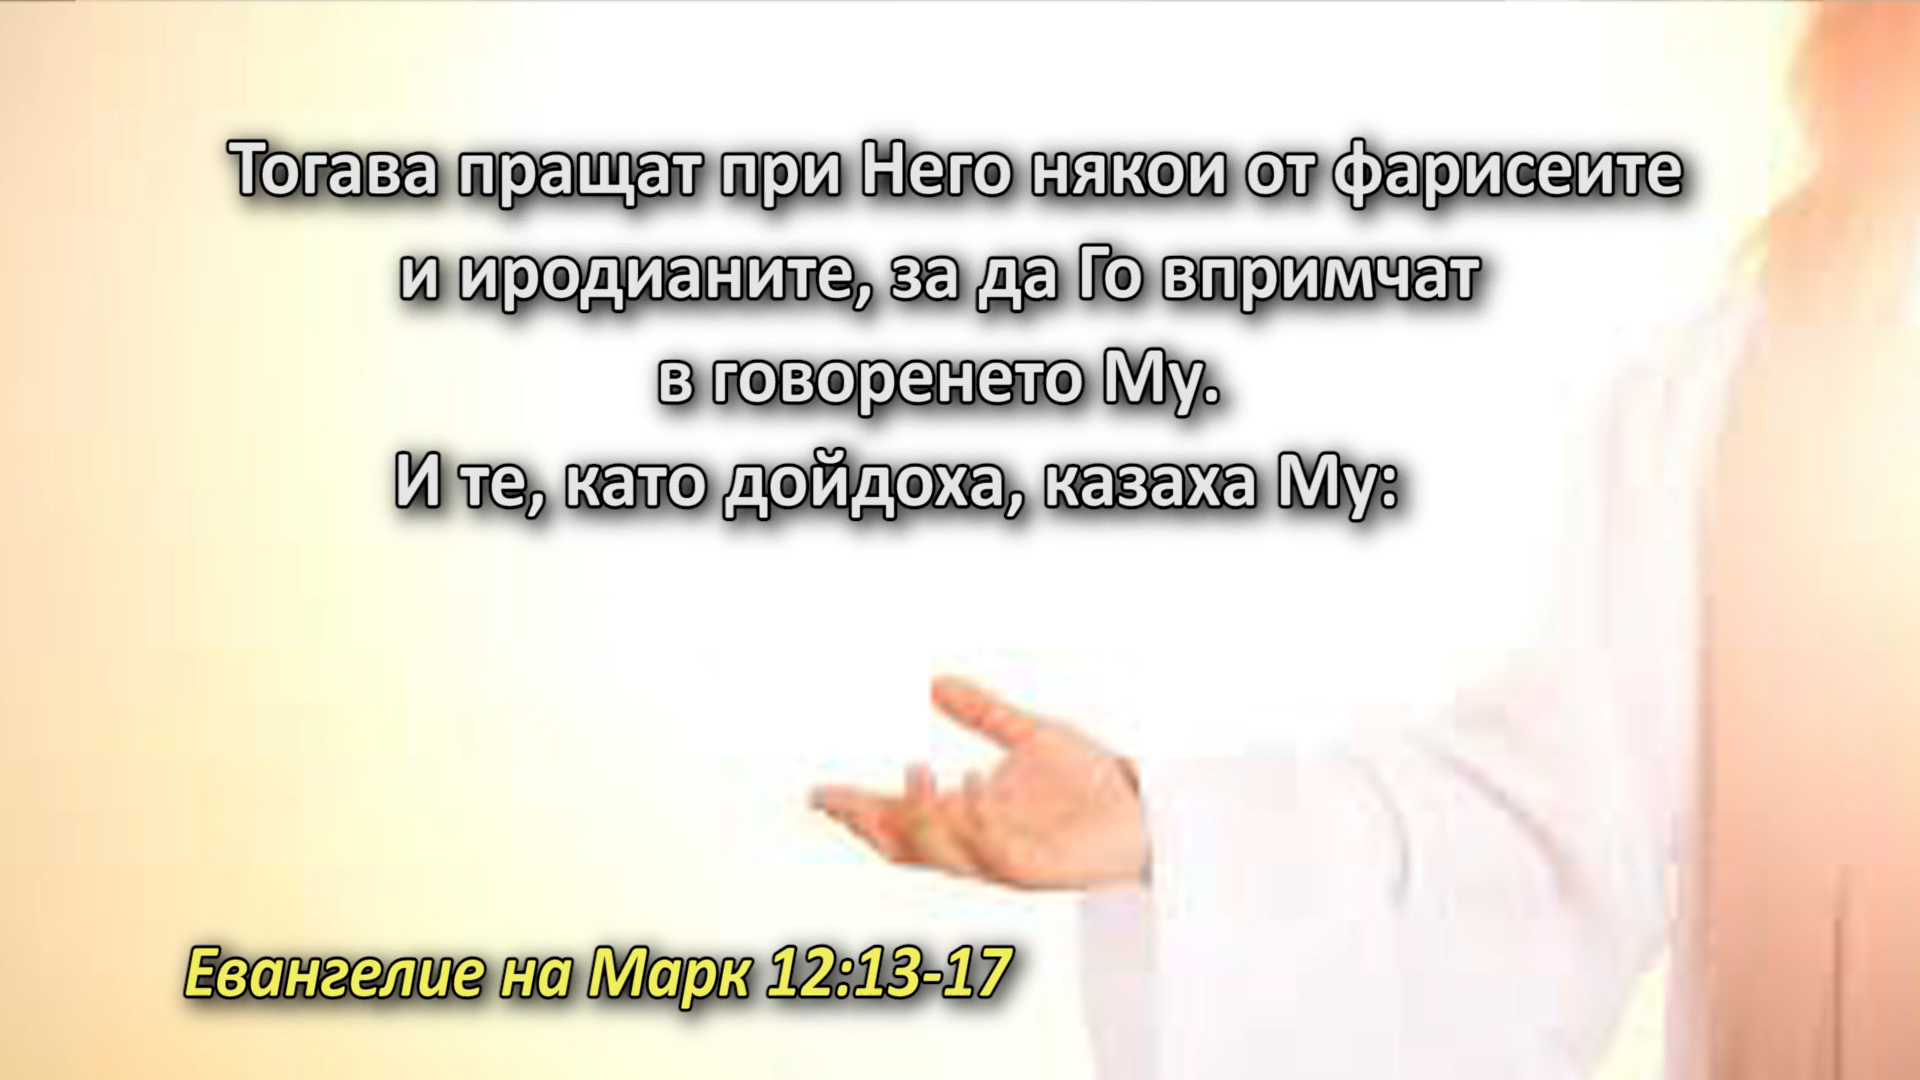 Тогава пращат при Него някои от фарисеите
и иродианите, за да Го впримчат
в говоренето Му.
И те, като дойдоха, казаха Му:
Евангелие на Марк 12:13-17